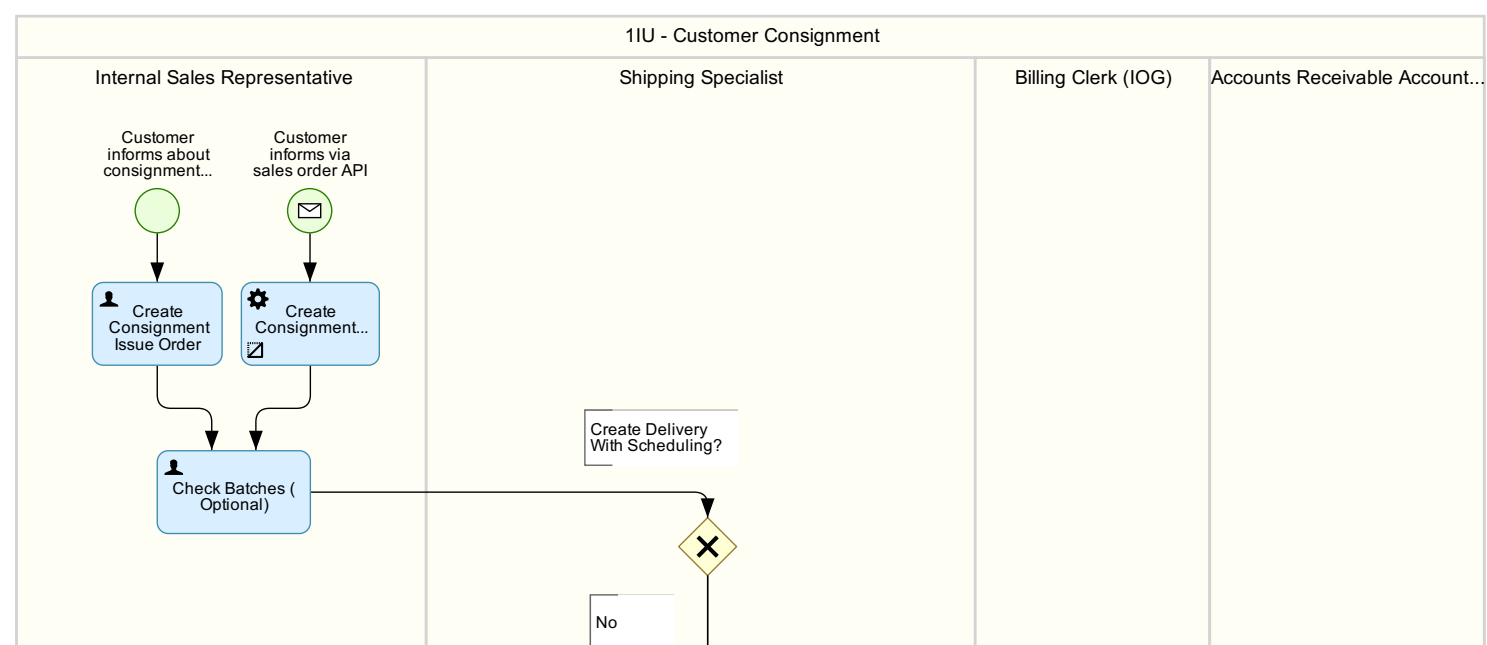 1IU - Customer Consignment
Internal Sales Representative
Shipping Specialist
Billing Clerk (IOG)
Accounts Receivable Account...
Customer
informs about
consignment...
Customer
informs via
sales order API
Create
Consignment
Issue Order
Create
Consignment...
Create Delivery
With Scheduling?
Check Batches (
Optional)
No